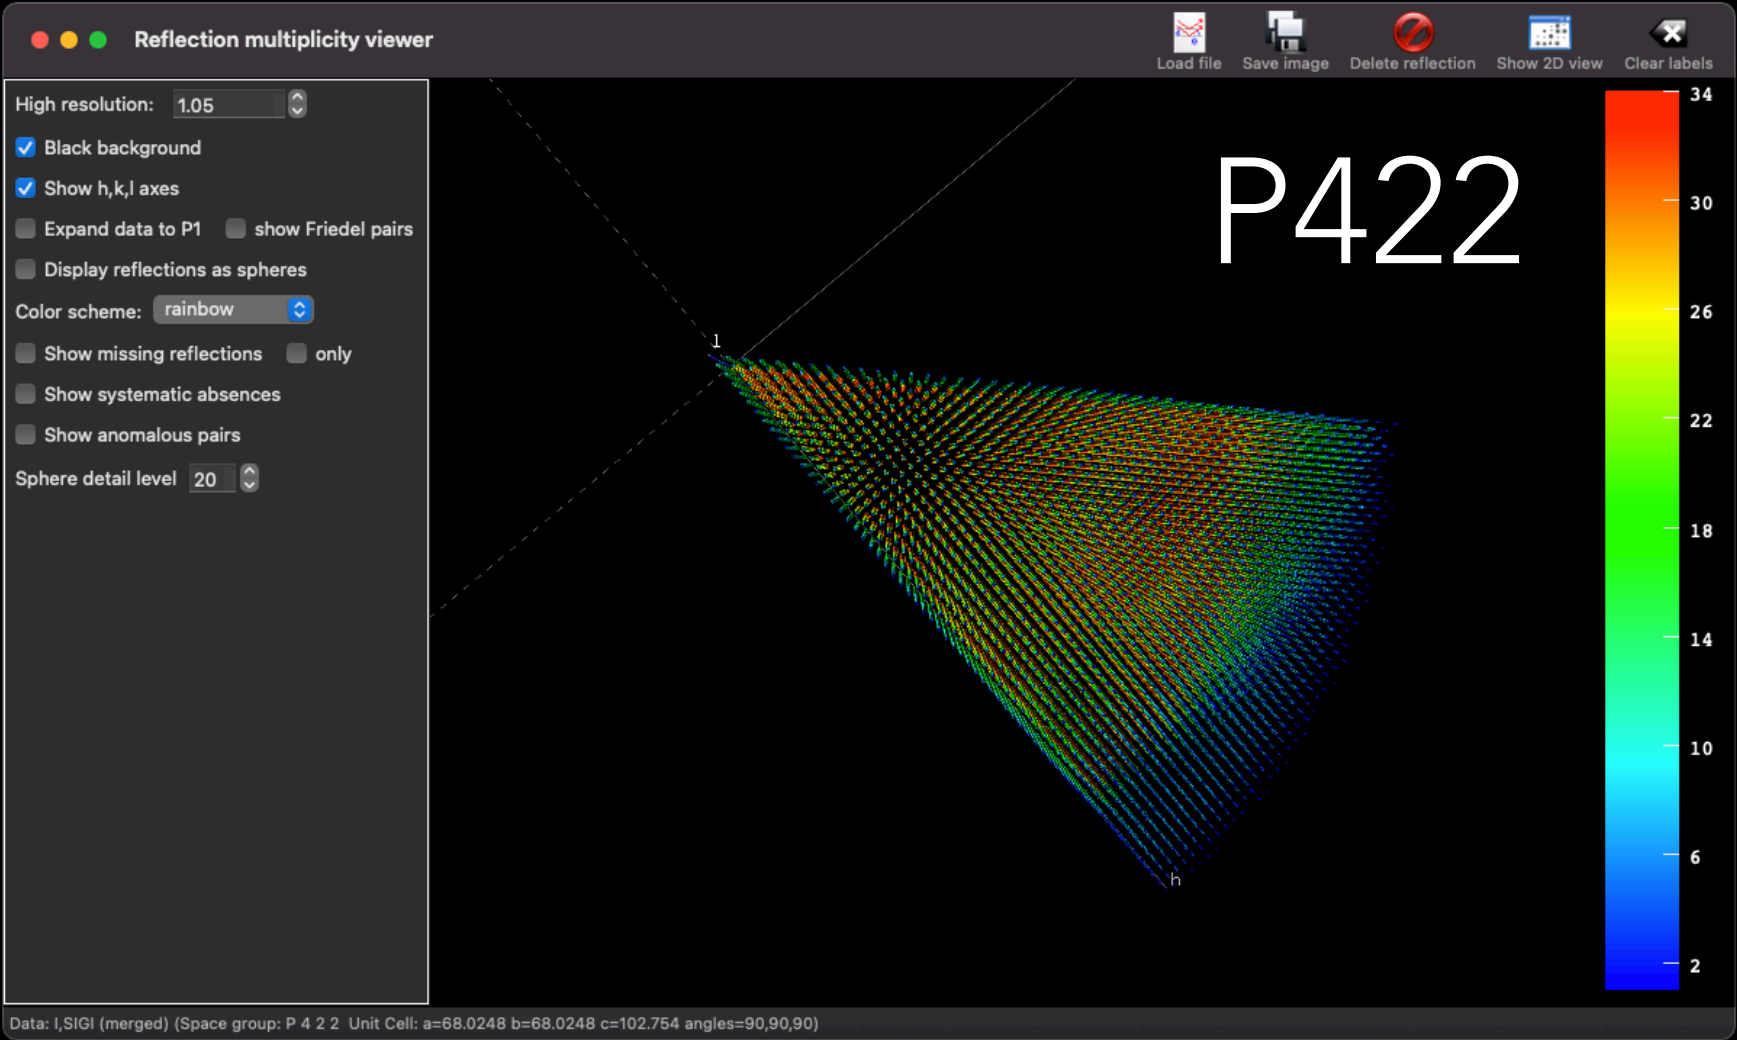 Reflection multiplicity viewer
Load file
Save image
Delete reflection
Show 2D view
Clear labels
High resolution: 1.05
Black background
Show h,k,l axes
Expand data to P1 show Friedel pairs
Display reflections as spheres
Color scheme: rainbow
Show missing reflections only
Show systematic absences
Show anomalous pairs
Sphere detail level 20
P422
l
h
34
30
26
22
18
14
10
6
2
Data: I,SIGI (merged) (Space group: P 4 2 2 Unit Cell: a=68.0248 b=68.0248 c=102.754 angles=90,90,90)